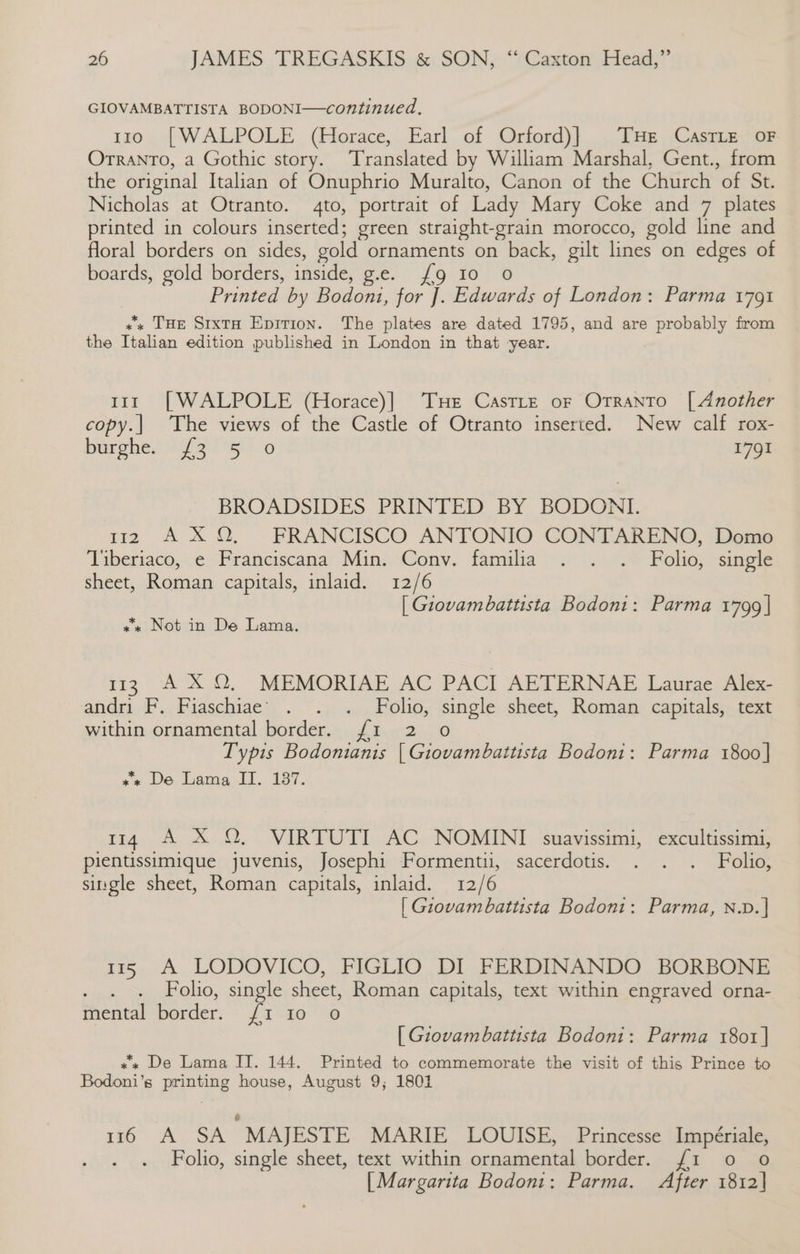 26 JAMES TREGASKIS & SON, “ Caxton Head,”
GIOVAMBATTISTA BODONI—continued.
110 [WALPOLE (Horace, Earl of Orford)] The Castle of
Otranto, a Gothic story. Translated by William Marshal, Gent., from
the original Italian of Onuphrio Muralto, Canon of the Church of St.
Nicholas at Otranto. 4to, portrait of Lady Mary Coke and 7 plates
printed in colours inserted; green straight-grain morocco, gold line and
floral borders on sides, gold ornaments on back, gilt lines on edges of
boards, gold borders, inside, g.e. £9 10 0
Printed by Bodoni, for J. Edwards of London: Parma 1791
*** The Sixth Edition. The plates are dated 1795, and are probably from
the Italian edition published in London in that year.
111 [WALPOLE (Horace)] The Castle of Otranto [Another
copy.] The views of the Castle of Otranto inserted. New calf rox-
burghe. £3 5 0 1791
BROADSIDES PRINTED BY BODONI.
112 A X Ω. FRANCISCO ANTONIO CONTARENO, Domo
Tiberiaco, e Franciscana Min. Conv. familia . . . Folio, single
sheet, Roman capitals, inlaid. 12/6
[Giovambattista Bodoni: Parma 1799]
*** Not in De Lama.
113 A X Ω. MEMORIAE AC PACI AETERNAE Laurae Alex-
andri F. Fiaschiae . . . Folio, single sheet, Roman capitals, text
within ornamental border. £1 2 0
Typis Bodonianis [Giovambattista Bodoni: Parma 1800]
*** De Lama II. 137.
114 A X Ω. VIRTUTI AC NOMINI suavissimi, excultissimi,
pientissimique juvenis, Josephi Formentii, sacerdotis. . . . Folio,
single sheet, Roman capitals, inlaid. 12/6
[Giovambattista Bodoni: Parma, N.D.]
115 A LODOVICO, FIGLIO DI FERDINANDO BORBONE
. . . Folio, single sheet, Roman capitals, text within engraved orna-
mental border. £1 10 0
[Giovambattista Bodoni: Parma 1801]
*** De Lama II. 144. Printed to commemorate the visit of this Prince to
Bodoni’s printing house, August 9, 1801
116 A SA MAJESTE MARIE LOUISE, Princesse Impériale,
. . . Folio, single sheet, text within ornamental border. £1 0 0
[Margarita Bodoni: Parma. After 1812]